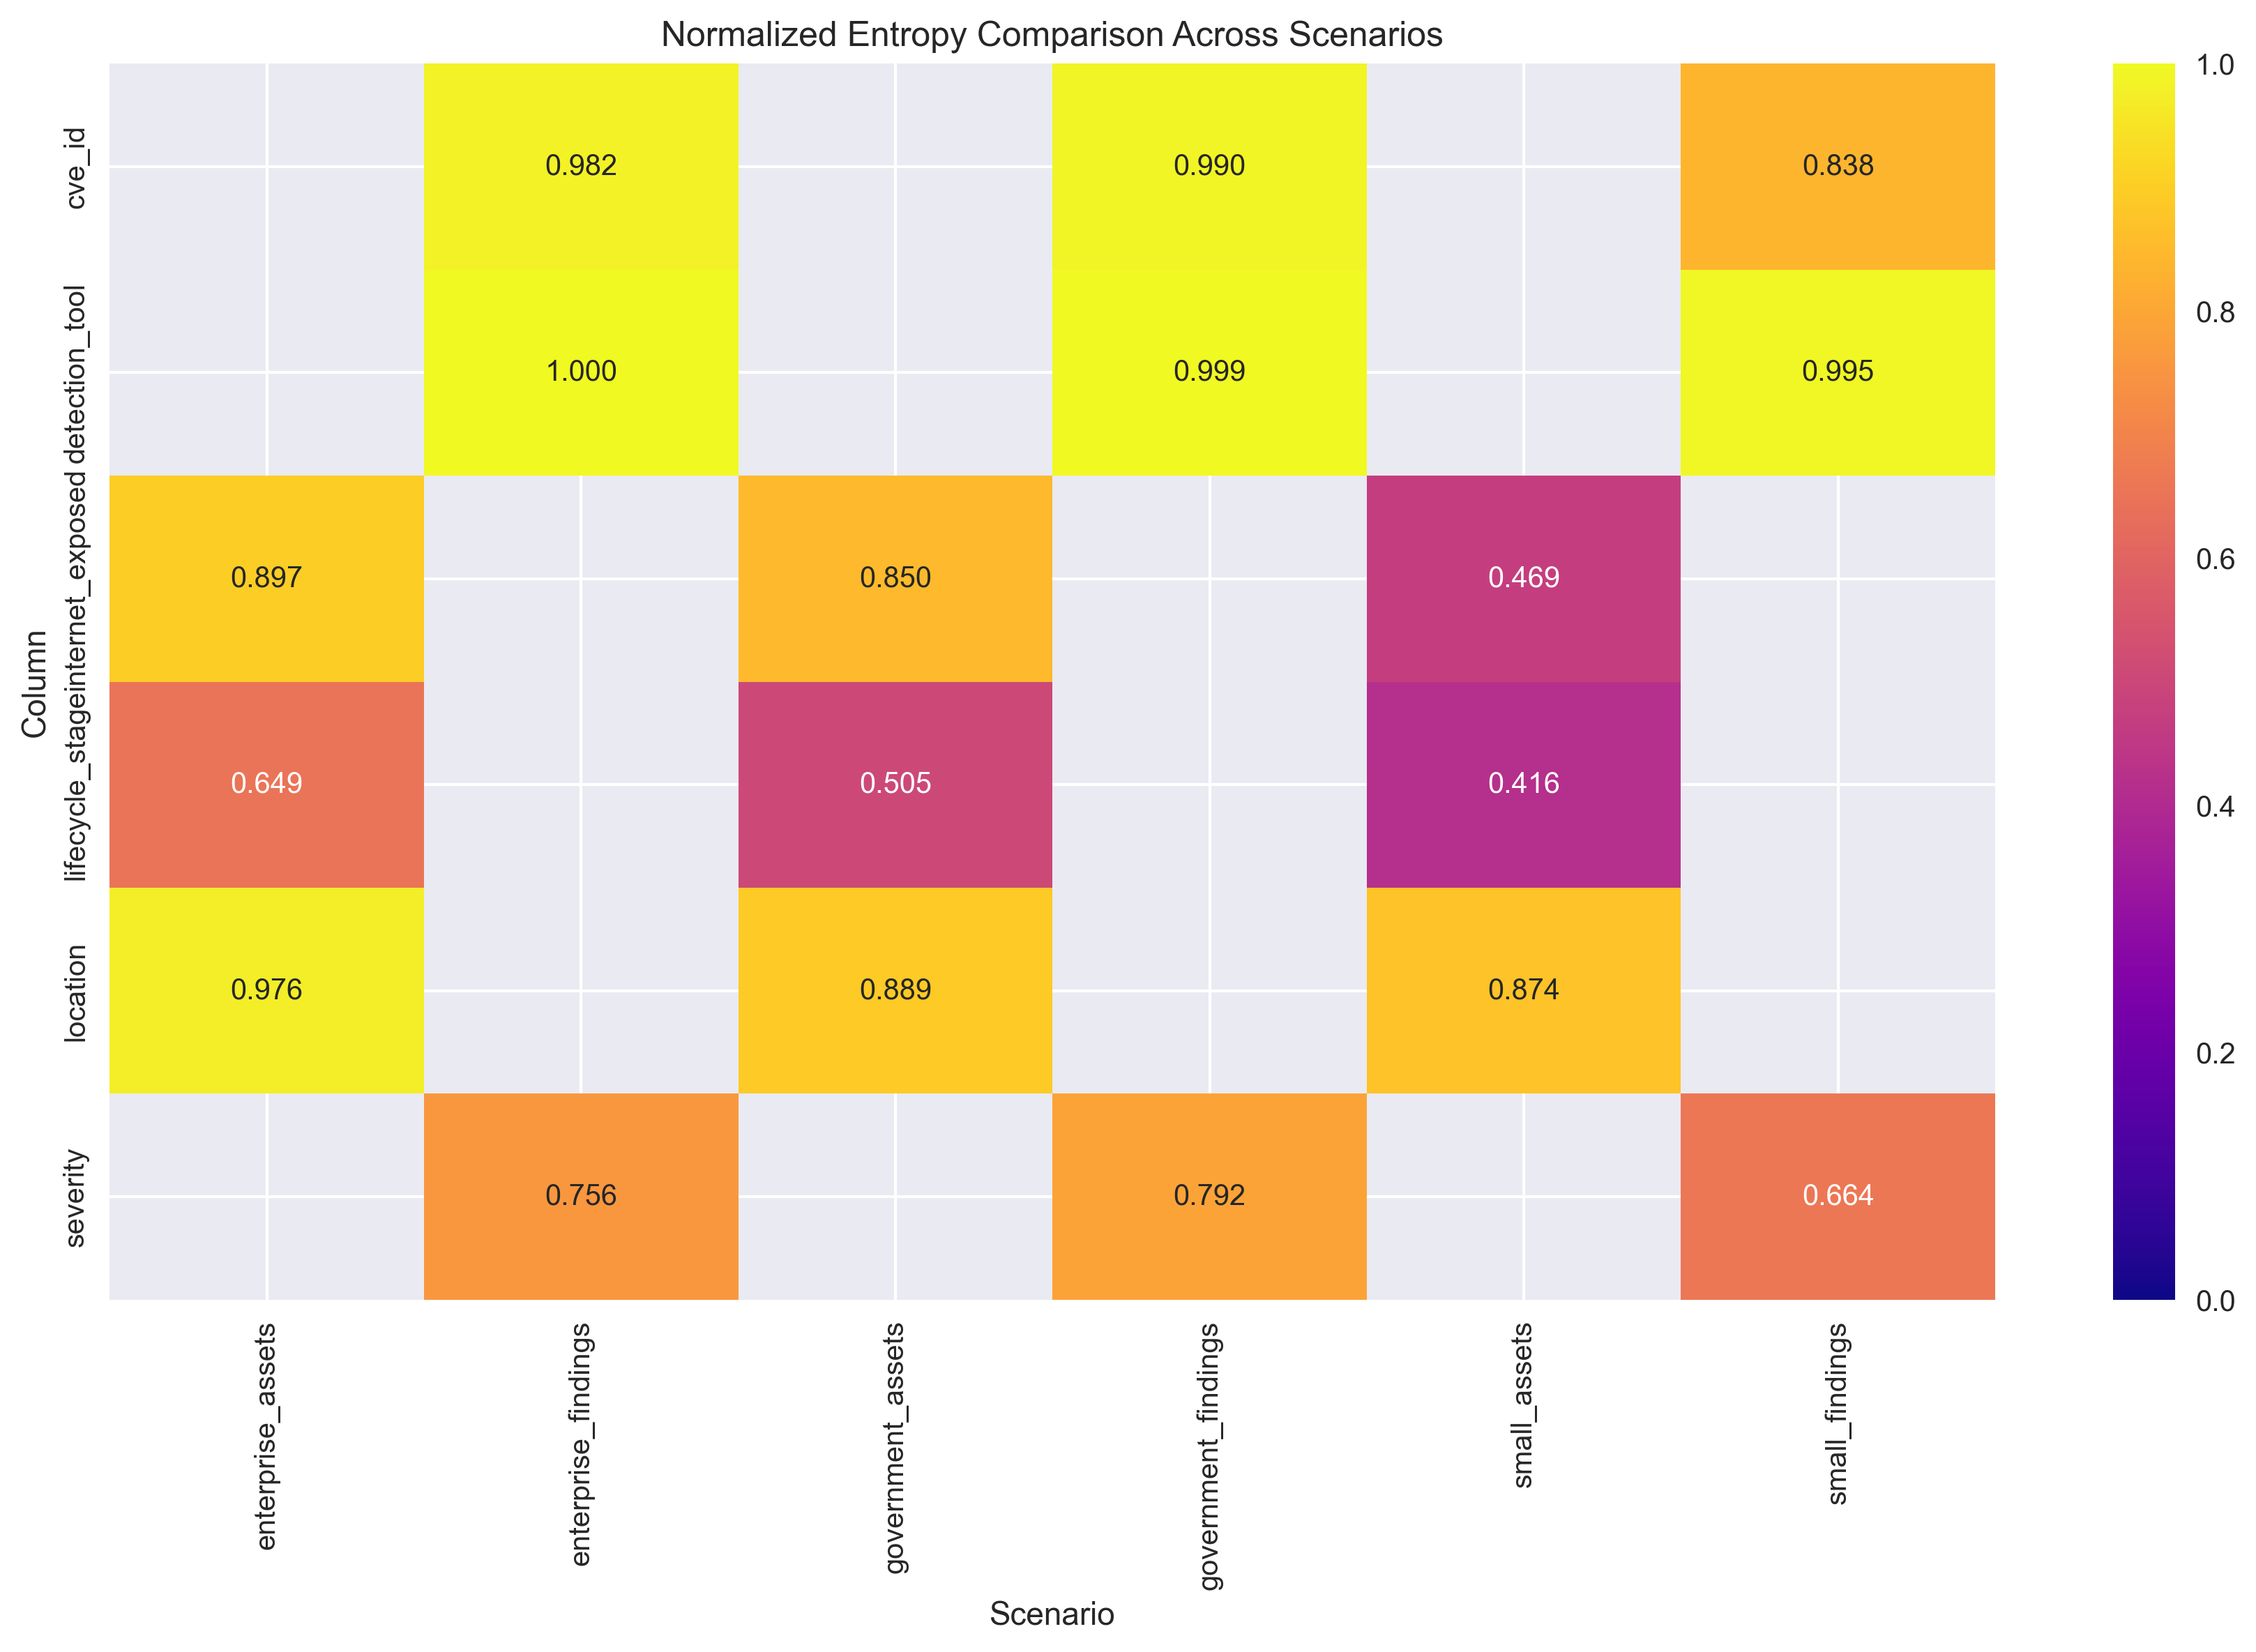 Normalized Entropy Comparison Across Scenarios
Column
cve_id
0.982
0.990
0.838
detection_tool
1.000
0.999
0.995
internet_exposed
0.897
0.850
0.469
lifecycle_stage
0.649
0.505
0.416
location
0.976
0.889
0.874
severity
0.756
0.792
0.664
enterprise_assets
enterprise_findings
government_assets
government_findings
small_assets
small_findings
Scenario
1.0
0.8
0.6
0.4
0.2
0.0